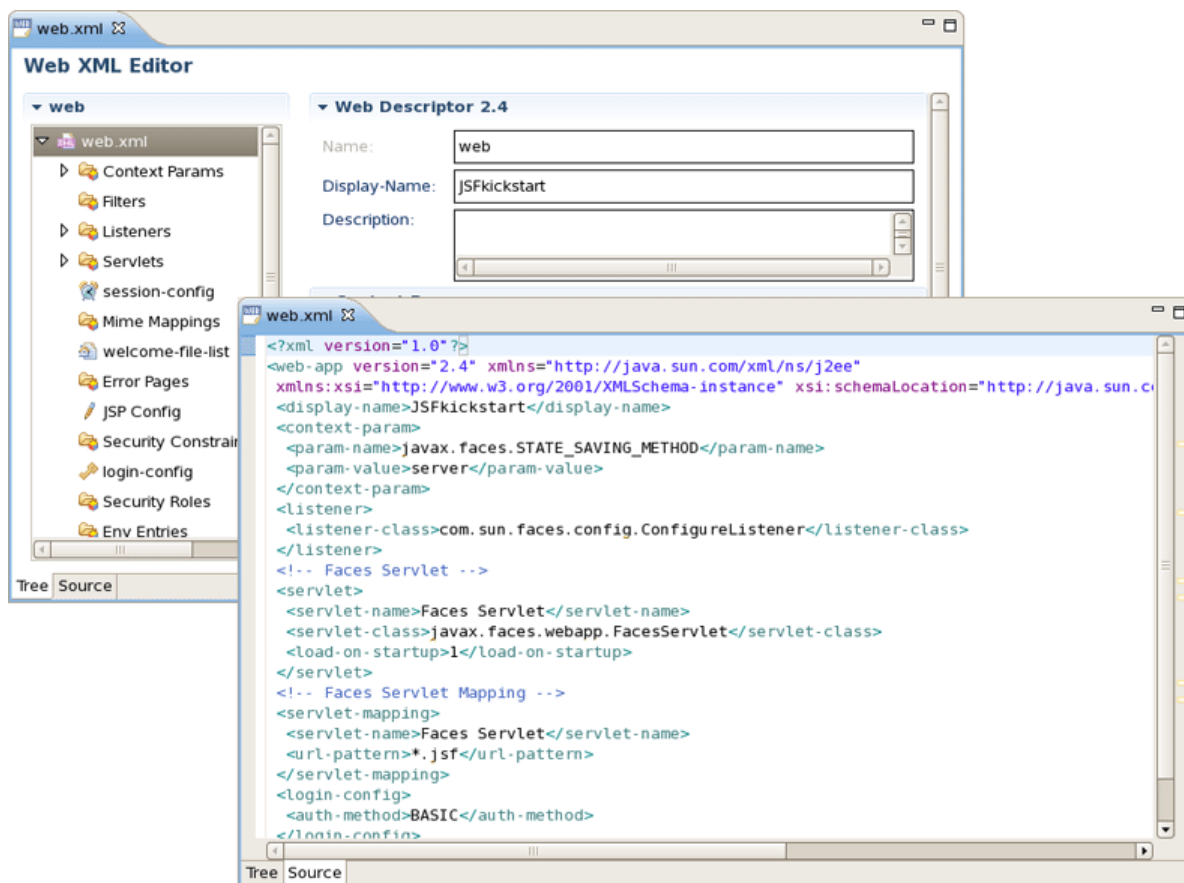 web.xml
Web XML Editor
web
web.xml
Context Params
Filters
Listeners
Servlets
session-config
Mime Mappings
welcome-file-list
Error Pages
JSP Config
Security Constrain
login-config
Security Roles
Env Entries
Tree Source
Web Descriptor 2.4
Name: web
Display-Name: JSFkickstart
Description:
web.xml
<?xml version="1.0"?>
<web-app version="2.4" xmlns="http://java.sun.com/xml/ns/j2ee"
xmlns:xsi="http://www.w3.org/2001/XMLSchema-instance" xsi:schemaLocation="http://java.sun.c
<display-name>JSFkickstart</display-name>
<context-param>
<param-name>javax.faces.STATE_SAVING_METHOD</param-name>
<param-value>server</param-value>
</context-param>
<listener>
<listener-class>com.sun.faces.config.ConfigureListener</listener-class>
</listener>
<!-- Faces Servlet -->
<servlet>
<servlet-name>Faces Servlet</servlet-name>
<servlet-class>javax.faces.webapp.FacesServlet</servlet-class>
<load-on-startup>1</load-on-startup>
</servlet>
<!-- Faces Servlet Mapping -->
<servlet-mapping>
<servlet-name>Faces Servlet</servlet-name>
<url-pattern>*.jsf</url-pattern>
</servlet-mapping>
<login-config>
<auth-method>BASIC</auth-method>
</login-config>
Tree Source